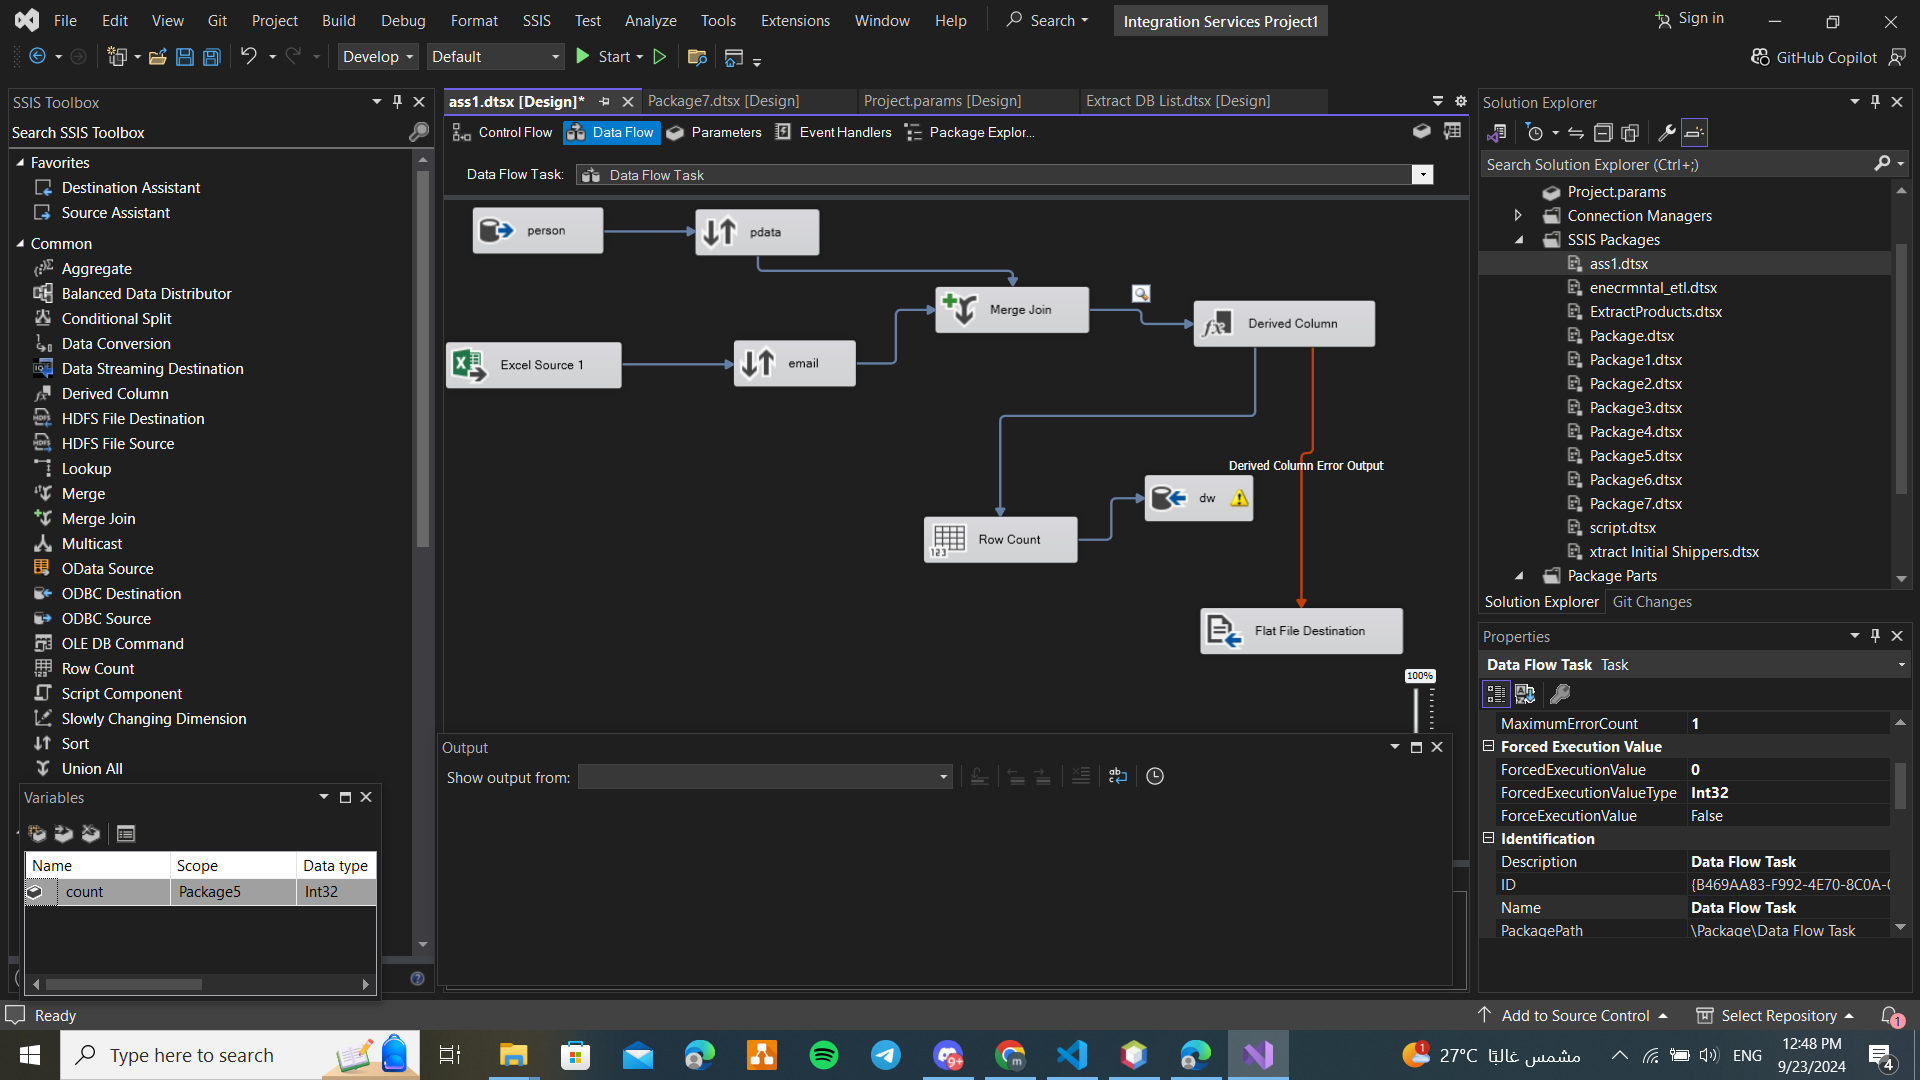 File Edit View Git Project Build Debug Format SSIS Test Analyze Tools Extensions Window Help Search Integration Services Project1 Sign in
Develop Default Start GitHub Copilot
SSIS Toolbox
Search SSIS Toolbox
Favorites
Destination Assistant
Source Assistant
Common
Aggregate
Balanced Data Distributor
Conditional Split
Data Conversion
Data Streaming Destination
Derived Column
HDFS File Destination
HDFS File Source
Lookup
Merge
Merge Join
Multicast
OData Source
ODBC Destination
ODBC Source
OLE DB Command
Row Count
Script Component
Slowly Changing Dimension
Sort
Union All
Variables
Name Scope Data type
count Package5 Int32
ass1.dtsx [Design]* Package7.dtsx [Design] Project.params [Design] Extract DB List.dtsx [Design]
Control Flow Data Flow Parameters Event Handlers Package Explor...
Data Flow Task: Data Flow Task
person
pdata
Merge Join
Derived Column
Excel Source 1
email
Derived Column Error Output
dw
Row Count
Flat File Destination
100%
Output
Show output from:
Solution Explorer
Search Solution Explorer (Ctrl+;)
Project.params
Connection Managers
SSIS Packages
ass1.dtsx
enecrmntal_etl.dtsx
ExtractProducts.dtsx
Package.dtsx
Package1.dtsx
Package2.dtsx
Package3.dtsx
Package4.dtsx
Package5.dtsx
Package6.dtsx
Package7.dtsx
script.dtsx
xtract Initial Shippers.dtsx
Package Parts
Solution Explorer Git Changes
Properties
Data Flow Task Task
MaximumErrorCount 1
Forced Execution Value
ForcedExecutionValue 0
ForcedExecutionValueType Int32
ForceExecutionValue False
Identification
Description Data Flow Task
ID {B469AA83-F992-4E70-8C0A-
Name Data Flow Task
PackagePath \Package\Data Flow Task
Ready Add to Source Control Select Repository 1
Type here to search 9+ 1 27°C مشمس غالبًا ENG 12:48 PM
9/23/2024 4